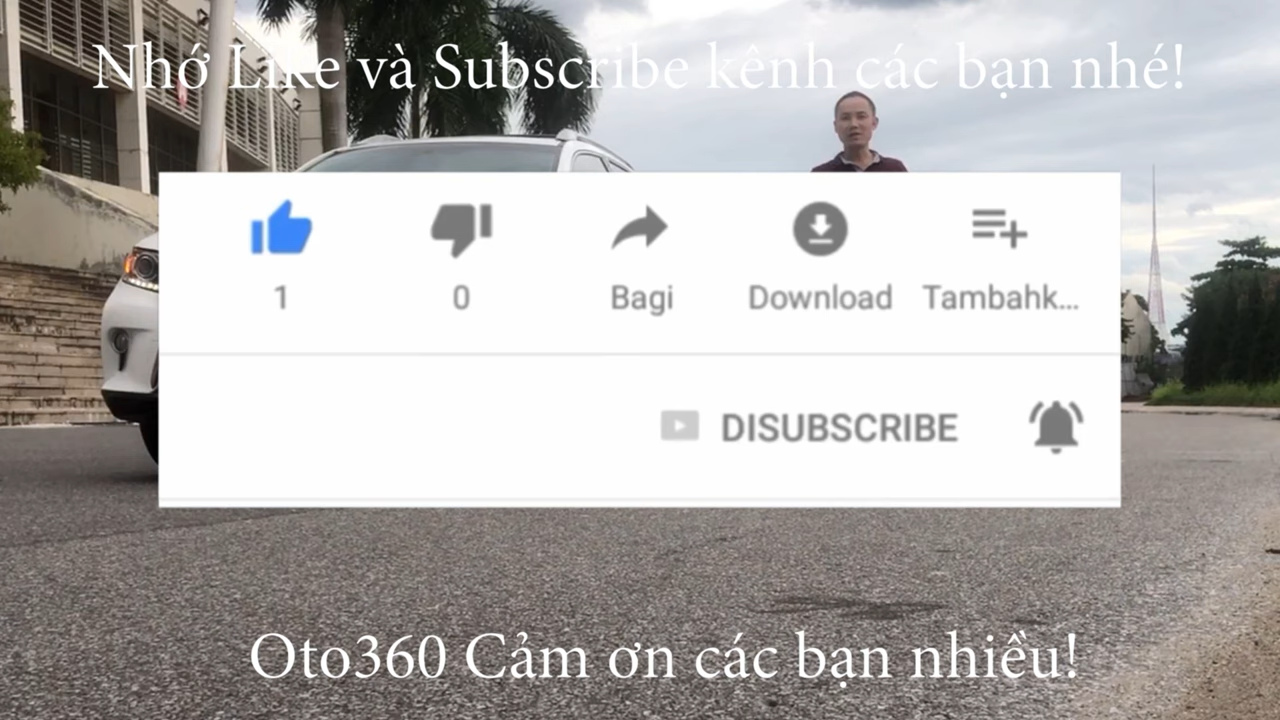 Nhớ Like và Subscribe kênh các bạn nhé!
1 0 Bagi Download Tambahk...
DISUBSCRIBE
Oto360 Cảm ơn các bạn nhiều!